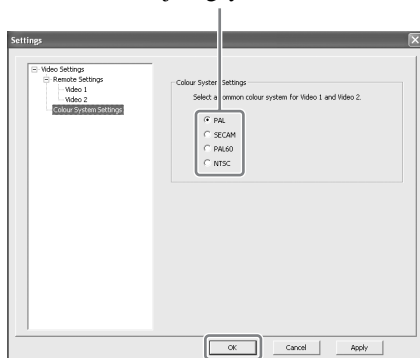 Settings
Video Settings
Remote Settings
Video 1
Video 2
Colour System Settings
Colour System Settings
Select a common colour system for Video 1 and Video 2.
PAL
SECAM
PAL60
NTSC
OK
Cancel
Apply